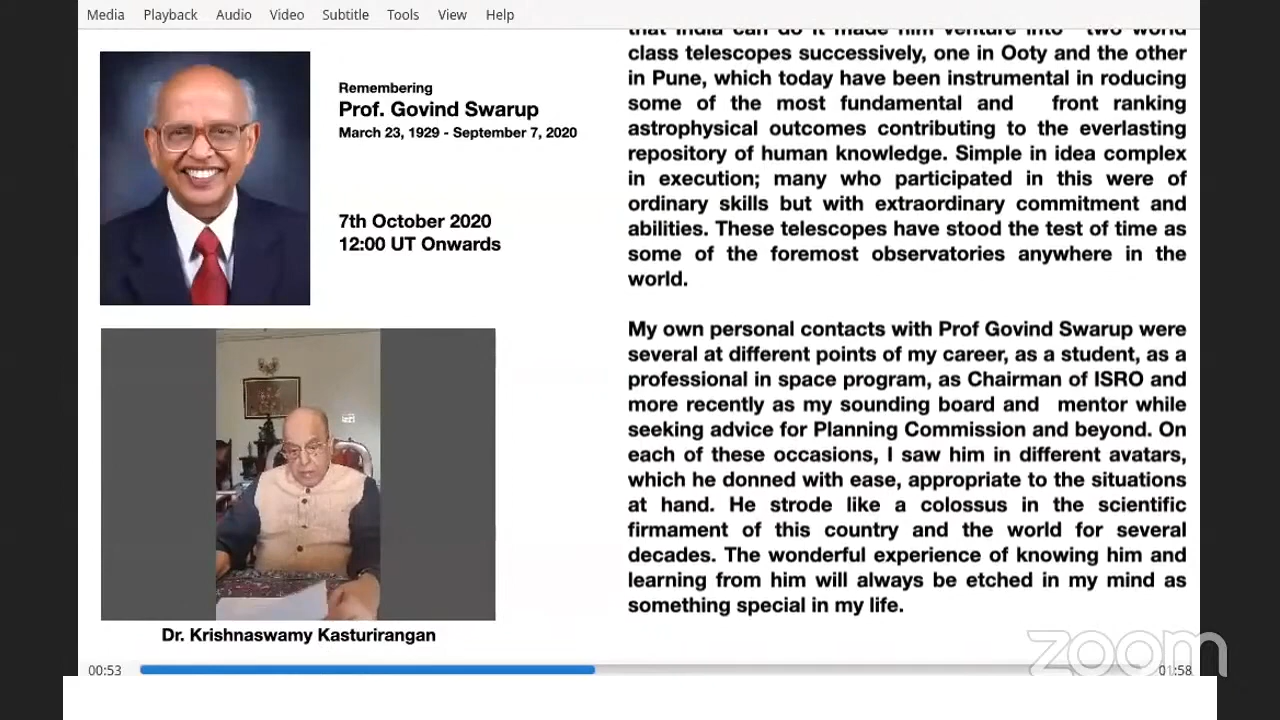 Media Playback Audio Video Subtitle Tools View Help
Remembering
Prof. Govind Swarup
March 23, 1929 - September 7, 2020
7th October 2020
12:00 UT Onwards
Dr. Krishnaswamy Kasturirangan
that India can do it made him venture into two world
class telescopes successively, one in Ooty and the other
in Pune, which today have been instrumental in roducing
some of the most fundamental and front ranking
astrophysical outcomes contributing to the everlasting
repository of human knowledge. Simple in idea complex
in execution; many who participated in this were of
ordinary skills but with extraordinary commitment and
abilities. These telescopes have stood the test of time as
some of the foremost observatories anywhere in the
world.
My own personal contacts with Prof Govind Swarup were
several at different points of my career, as a student, as a
professional in space program, as Chairman of ISRO and
more recently as my sounding board and mentor while
seeking advice for Planning Commission and beyond. On
each of these occasions, I saw him in different avatars,
which he donned with ease, appropriate to the situations
at hand. He strode like a colossus in the scientific
firmament of this country and the world for several
decades. The wonderful experience of knowing him and
learning from him will always be etched in my mind as
something special in my life.
zoom
00:53 01:58